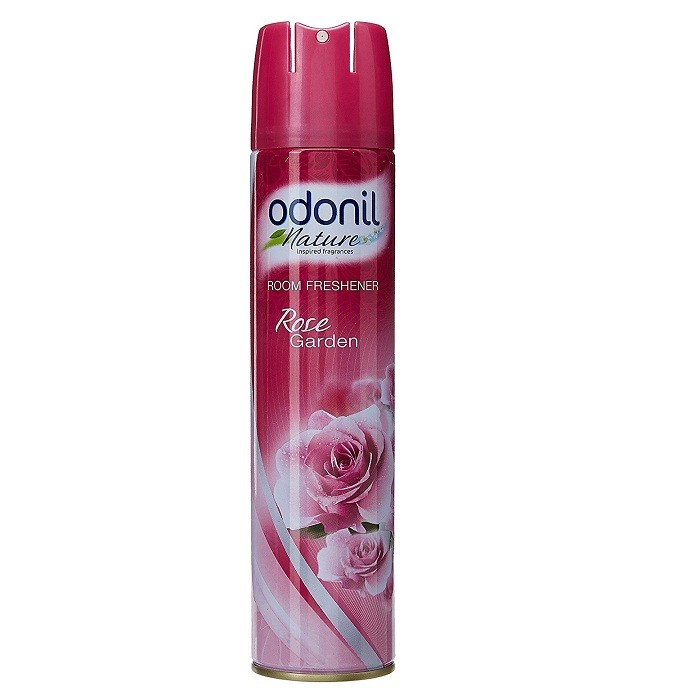 odonil
Nature
inspired fragrances
ROOM FRESHENER
Rose
Garden